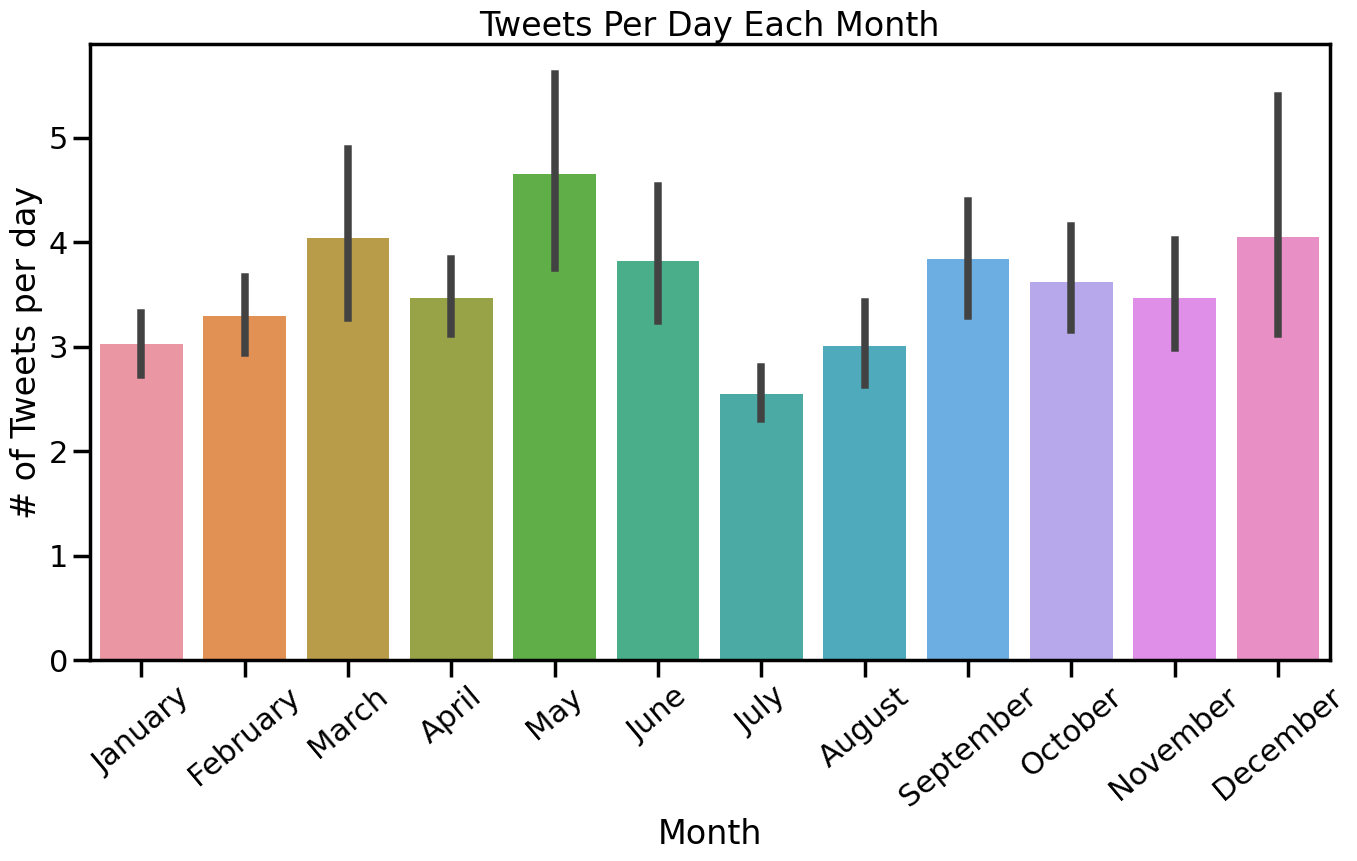 Tweets Per Day Each Month
# of Tweets per day
5
4
3
2
1
0
January
February
March
April
May
June
July
August
September
October
November
December
Month